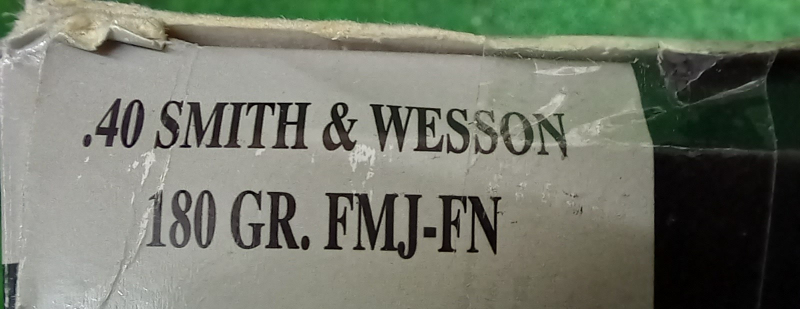 .40 SMITH & WESSON
180 GR. FMJ-FN